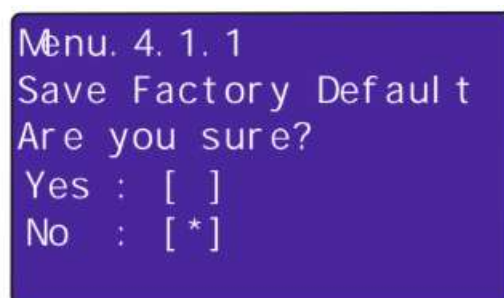 Menu. 4. 1. 1
Save Factory Default
Are you sure?
Yes : [ ]
No : [*]